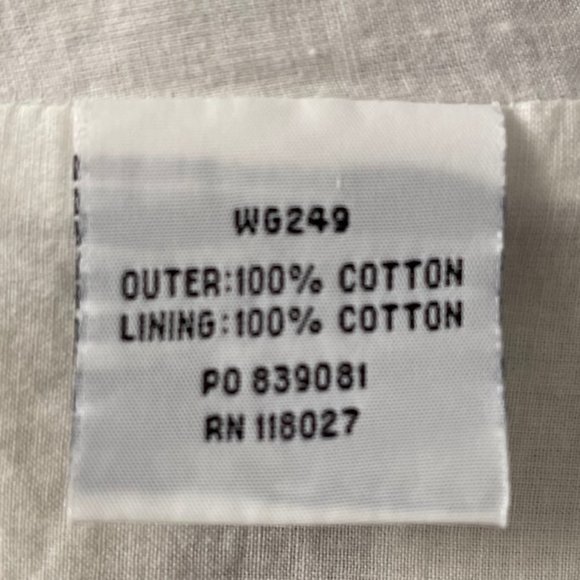 WG249
OUTER:100% COTTON
LINING:100% COTTON
PO 839081
RN 118027